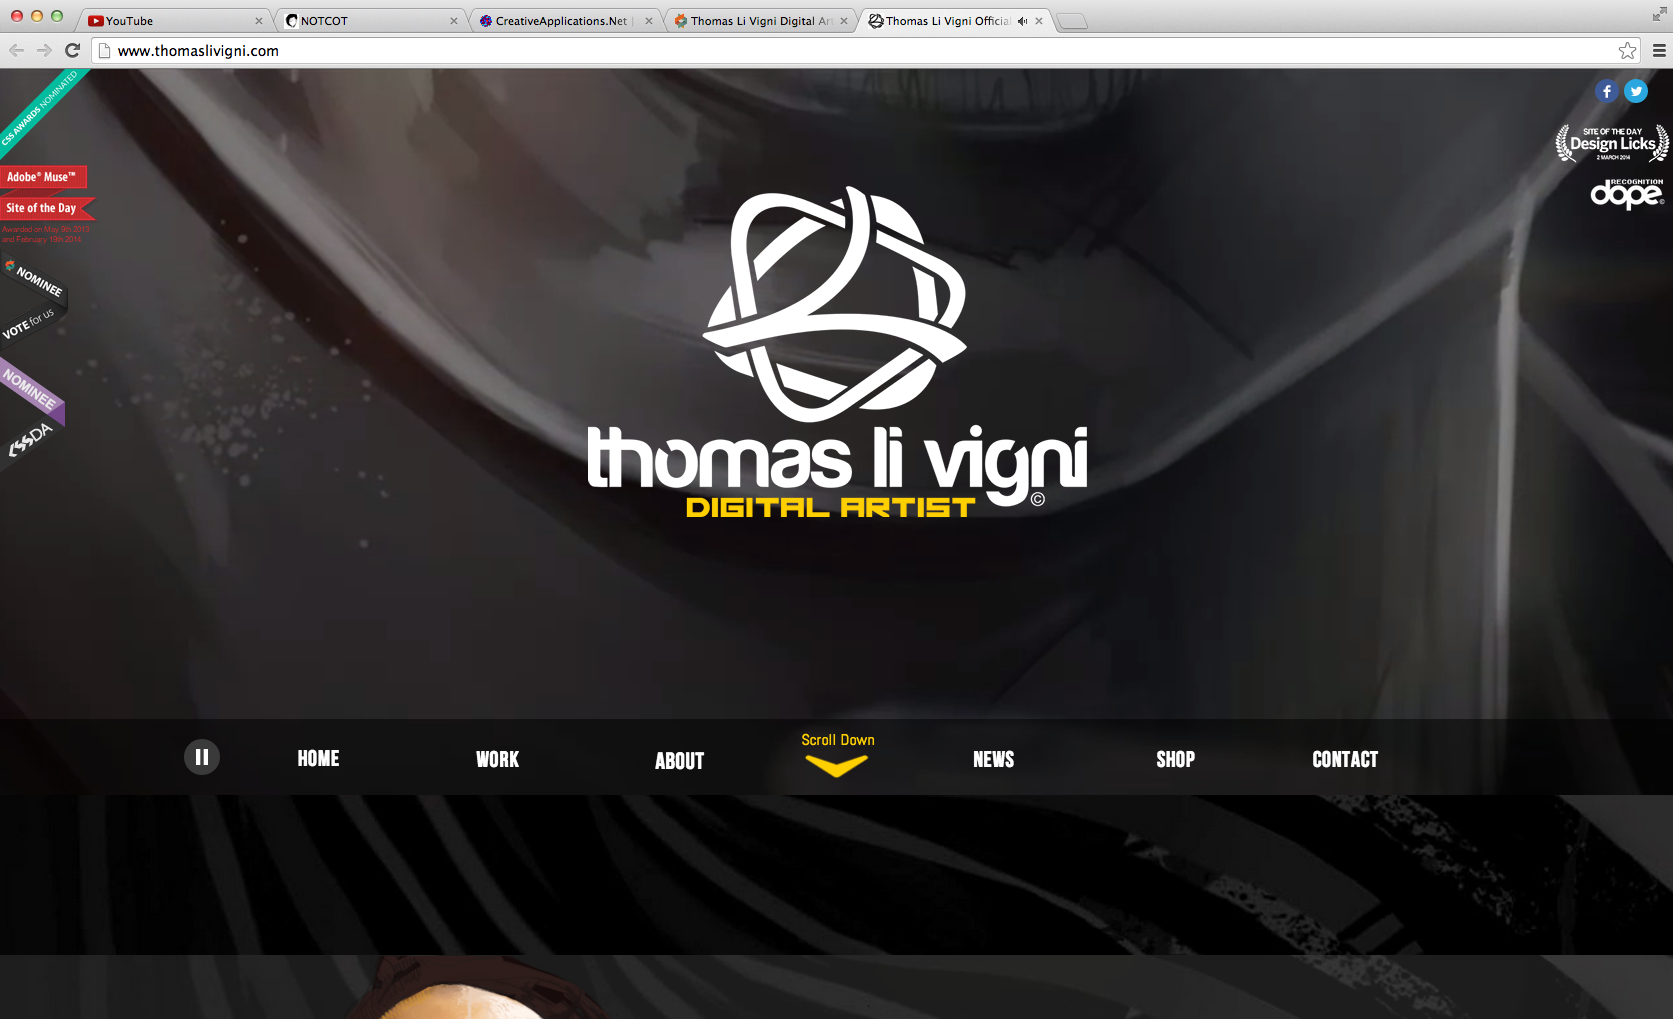 YouTube
NOTCOT
CreativeApplications.Net
Thomas Li Vigni Digital Art
Thomas Li Vigni Official
www.thomaslivigni.com
CSS AWARDS NOMINATED
Adobe® Muse™
Site of the Day
Awarded on May 9th 2013
and February 19th 2014
NOMINEE
VOTE for us
NOMINEE
CSSDA
SITE OF THE DAY
Design Licks
2 MARCH 2014
RECOGNITION
dope©
thomas li vigni
©
DIGITAL ARTIST
HOME
WORK
ABOUT
Scroll Down
NEWS
SHOP
CONTACT